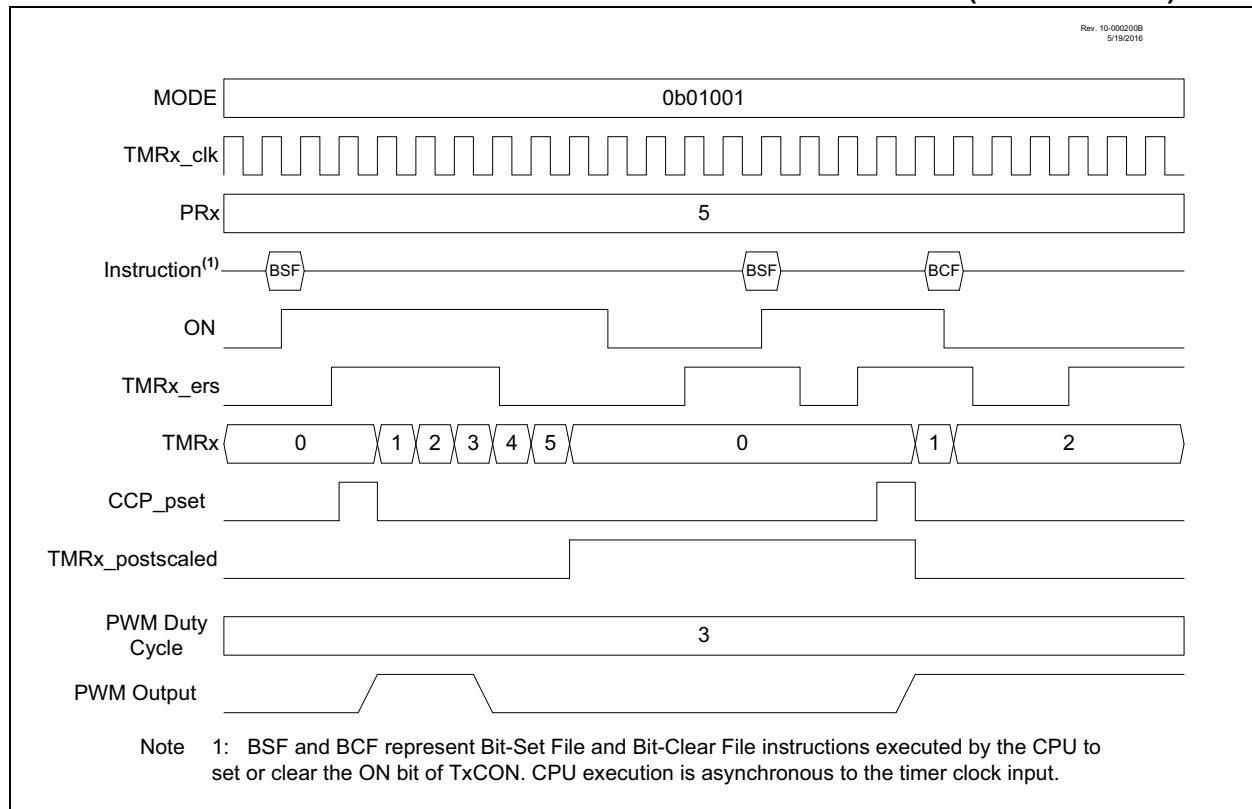 Rev. 10-000200B
5/19/2016
MODE 0b01001
TMRx_clk
PRx 5
Instruction(1) BSF BSF BCF
ON
TMRx_ers
TMRx 0 1 2 3 4 5 0 1 2
CCP_pset
TMRx_postscaled
PWM Duty
Cycle 3
PWM Output
Note 1: BSF and BCF represent Bit-Set File and Bit-Clear File instructions executed by the CPU to
set or clear the ON bit of TxCON. CPU execution is asynchronous to the timer clock input.